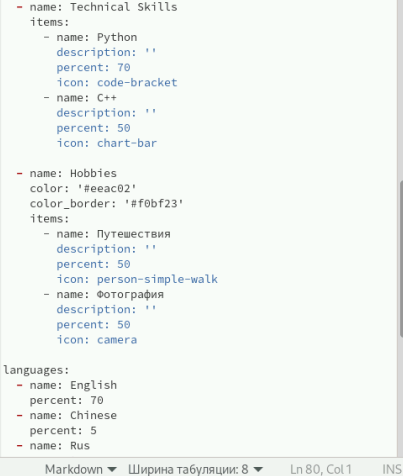 - name: Technical Skills
items:
- name: Python
description: ''
percent: 70
icon: code-bracket
- name: C++
description: ''
percent: 50
icon: chart-bar
- name: Hobbies
color: '#eeac02'
color_border: '#f0bf23'
items:
- name: Путешествия
description: ''
percent: 50
icon: person-simple-walk
- name: Фотография
description: ''
percent: 50
icon: camera
languages:
- name: English
percent: 70
- name: Chinese
percent: 5
- name: Rus
Markdown Ширина табуляции: 8 Ln 80, Col 1 INS